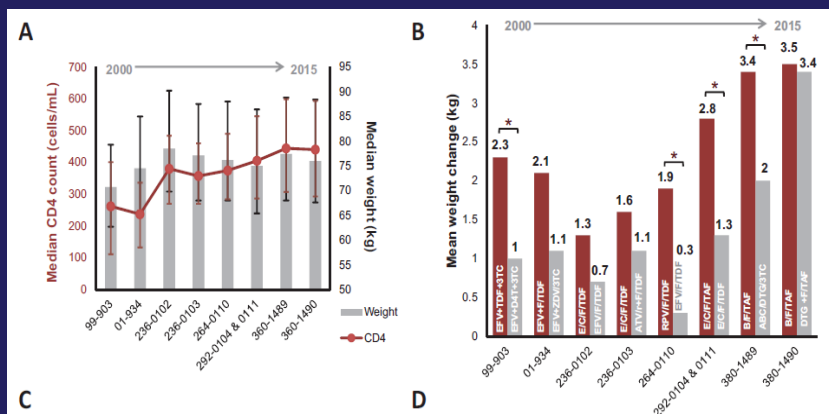 A
2000
2015
Median CD4 count (cells/mL)
700
600
500
400
300
200
100
0
95
90
85
80
75
70
65
60
55
50
Median weight
(kg)
99-903
01-934
236-0102
236-0103
264-0110
292-0104 & 0111
360-1489
360-1490
Weight
CD4
B
2000
2015
Mean weight change (kg)
4
3.5
3
2.5
2
1.5
1
0.5
0
*
2.3
1
2.1
1.1
1.3
0.7
1.6
1.1
*
1.9
0.3
*
2.8
1.3
*
3.4
2
3.5
3.4
EFV+TDF+3TC
EFV+D4T+3TC
EFV+F/TDF
EFV+ZDV/3TC
E/C/F/TDF
EFV/F/TDF
E/C/F/TDF
ATV/r+F/TDF
RPV/F/TDF
EFV/F/TDF
E/C/F/TAF
E/C/F/TDF
B/F/TAF
ABC/DTG/3TC
B/F/TAF
DTG +F/TAF
99-903
01-934
236-0102
236-0103
264-0110
292-0104 & 0111
380-1489
380-1490
C
D